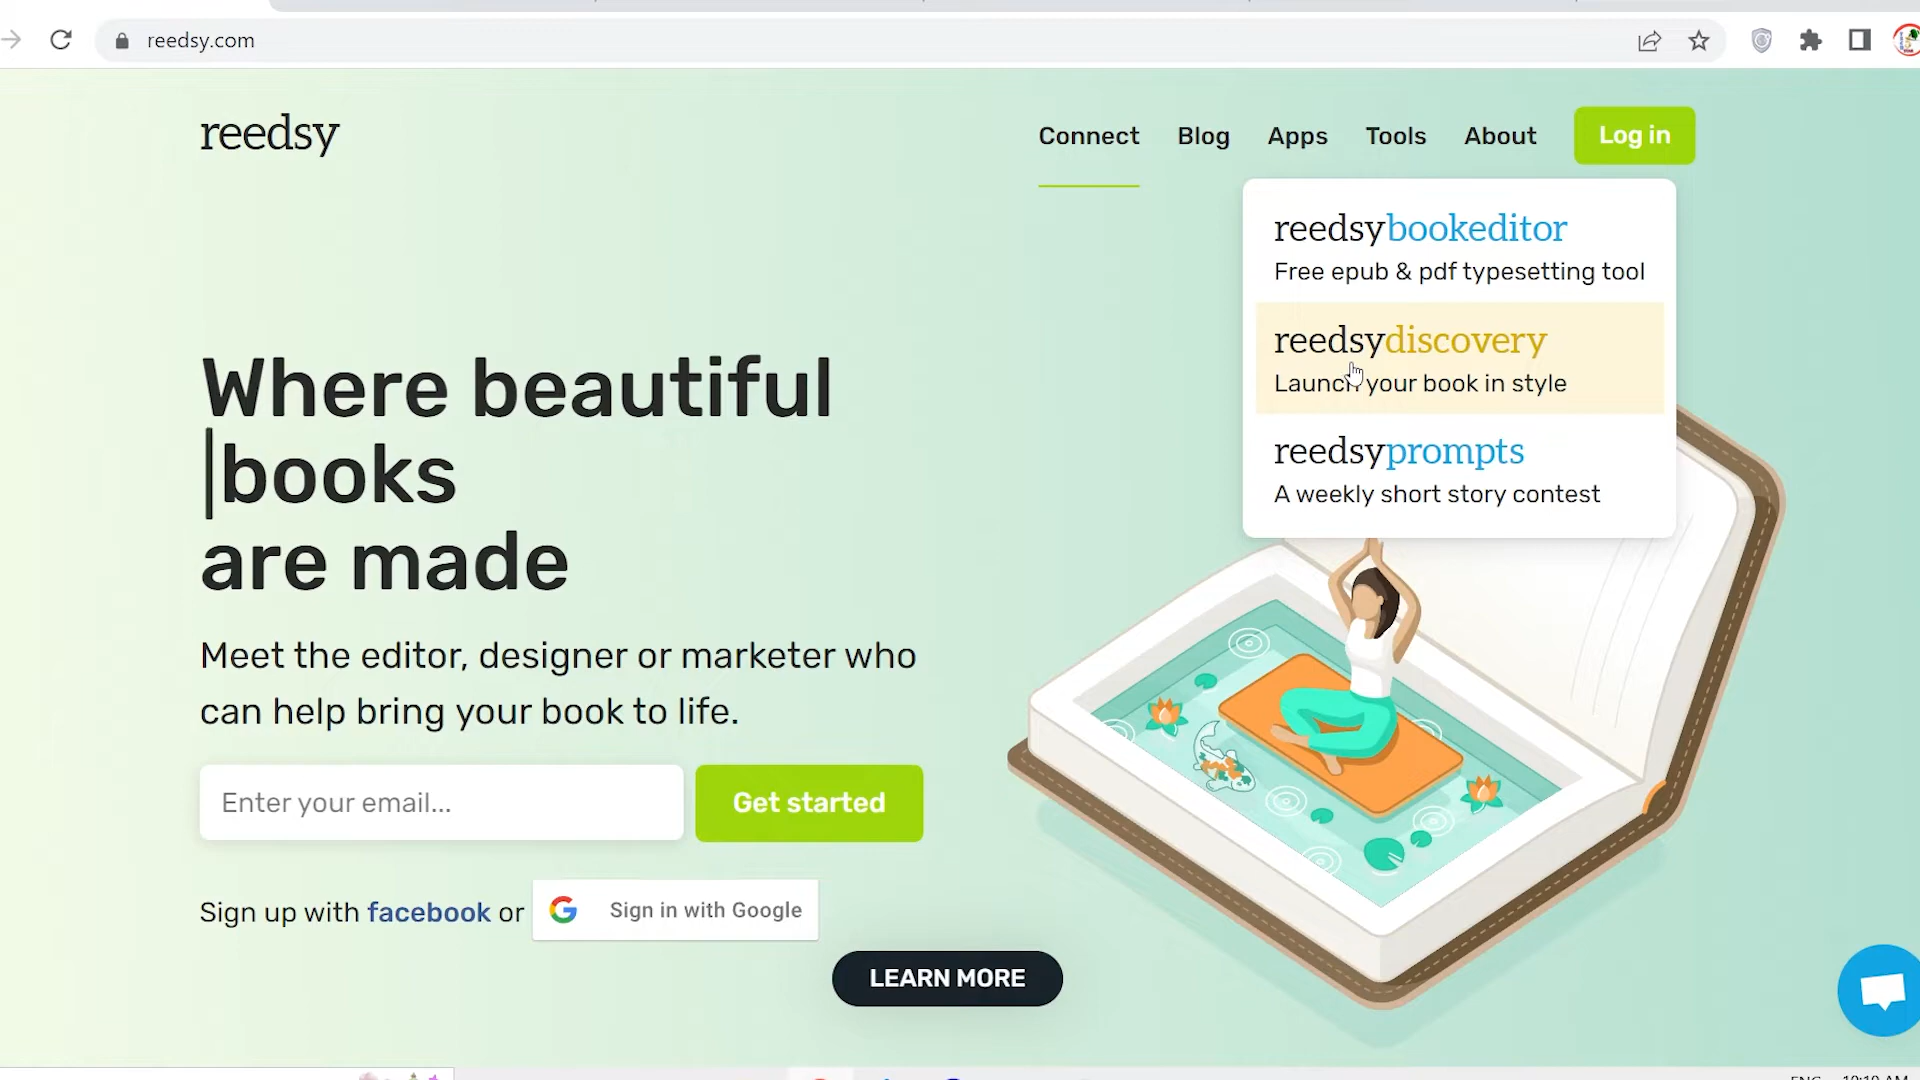 reedsy.com
reedsy
Connect Blog Apps Tools About Log in
reedsybookeditor
Free epub & pdf typesetting tool
reedsydiscovery
Launch your book in style
reedsyprompts
A weekly short story contest
Where beautiful
books
are made
Meet the editor, designer or marketer who
can help bring your book to life.
Enter your email... Get started
Sign up with facebook or Sign in with Google
LEARN MORE